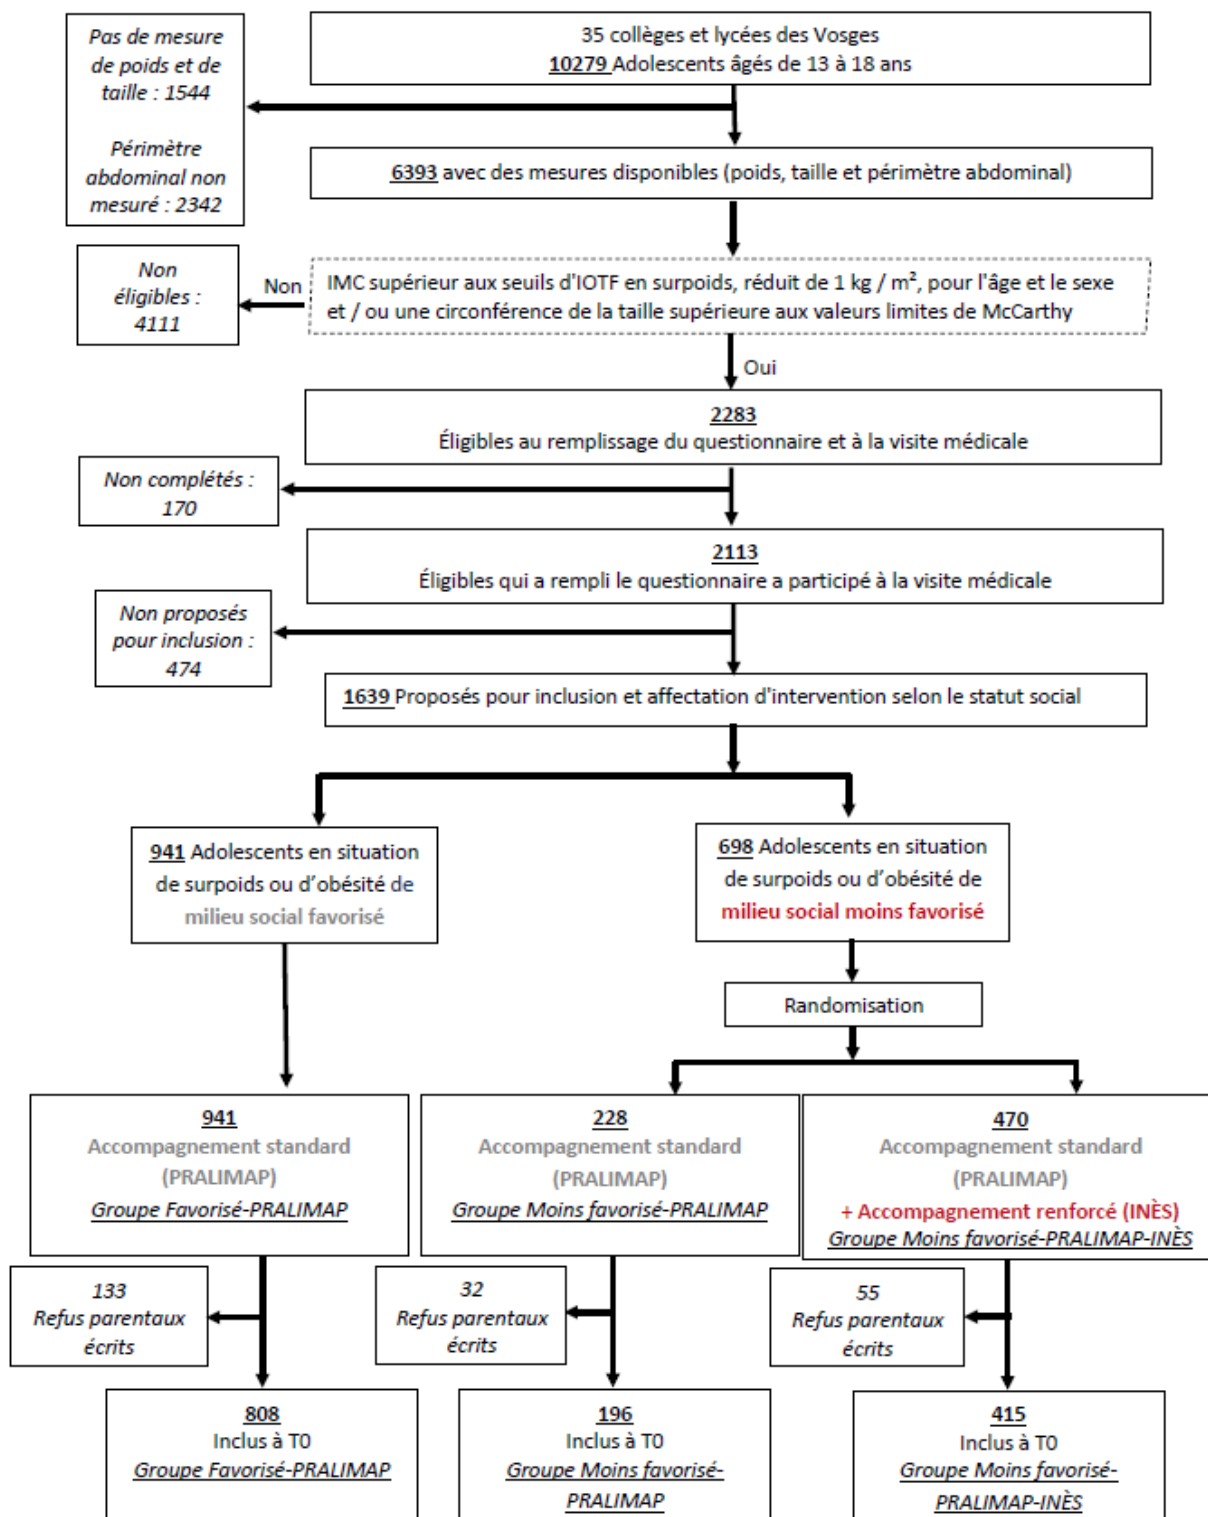 35 collèges et lycées des Vosges
10279 Adolescents âgés de 13 à 18 ans
Pas de mesure
de poids et de
taille : 1544
Périmètre
abdominal non
mesuré : 2342
6393 avec des mesures disponibles (poids, taille et périmètre abdominal)
IMC supérieur aux seuils d'IOTF en surpoids, réduit de 1 kg / m², pour l'âge et le sexe
et / ou une circonférence de la taille supérieure aux valeurs limites de McCarthy
Non
Non
éligibles :
4111
Oui
2283
Éligibles au remplissage du questionnaire et à la visite médicale
Non complétés :
170
2113
Éligibles qui a rempli le questionnaire a participé à la visite médicale
Non proposés
pour inclusion :
474
1639 Proposés pour inclusion et affectation d'intervention selon le statut social
941 Adolescents en situation
de surpoids ou d'obésité de
milieu social favorisé
698 Adolescents en situation
de surpoids ou d'obésité de
milieu social moins favorisé
Randomisation
941
Accompagnement standard
(PRALIMAP)
Groupe Favorisé-PRALIMAP
228
Accompagnement standard
(PRALIMAP)
Groupe Moins favorisé-PRALIMAP
470
Accompagnement standard
(PRALIMAP)
+ Accompagnement renforcé (INÈS)
Groupe Moins favorisé-PRALIMAP-INÈS
133
Refus parentaux
écrits
32
Refus parentaux
écrits
55
Refus parentaux
écrits
808
Inclus à T0
Groupe Favorisé-PRALIMAP
196
Inclus à T0
Groupe Moins favorisé-
PRALIMAP
415
Inclus à T0
Groupe Moins favorisé-
PRALIMAP-INÈS